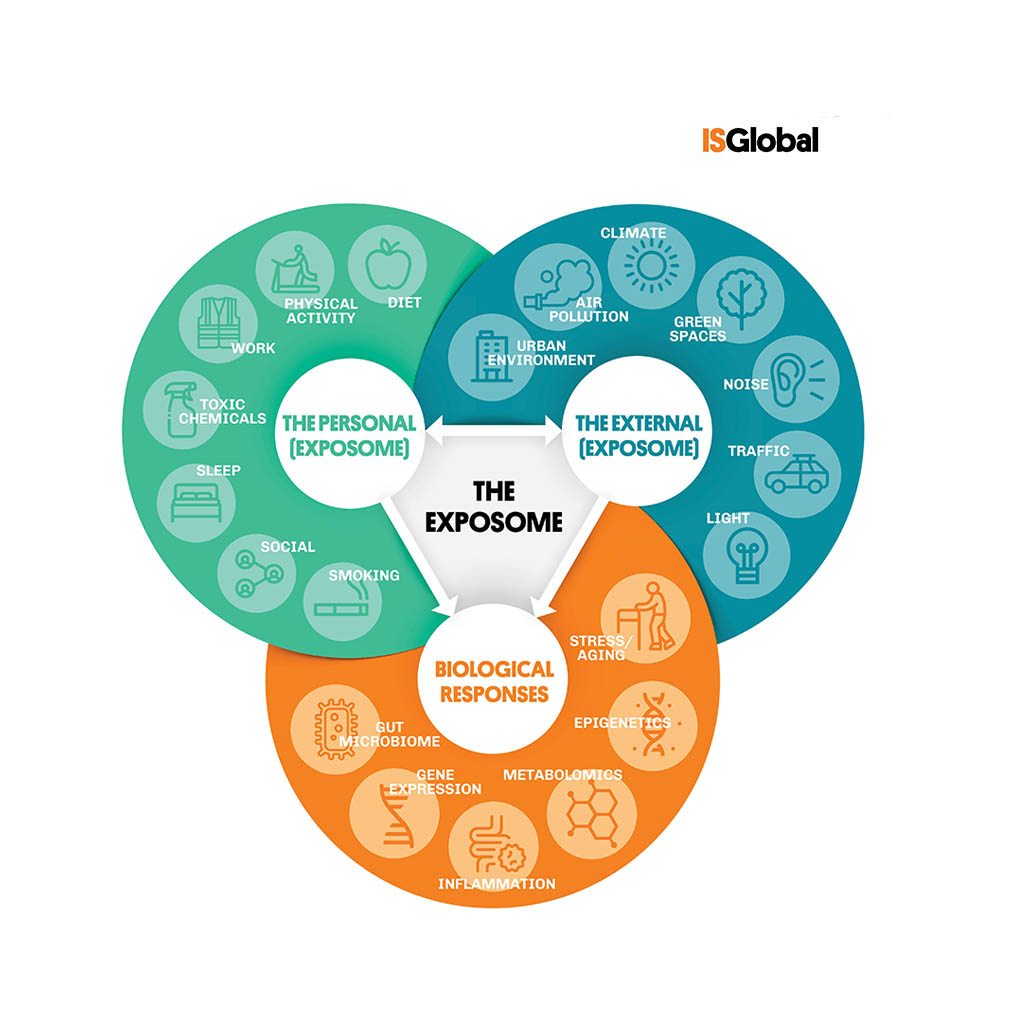 ISGlobal
DIET
PHYSICAL
ACTIVITY
WORK
TOXIC
CHEMICALS
SLEEP
SOCIAL
SMOKING
THE PERSONAL
(EXPOSOME)
CLIMATE
AIR
POLLUTION
URBAN
ENVIRONMENT
GREEN
SPACES
NOISE
TRAFFIC
LIGHT
THE EXTERNAL
(EXPOSOME)
THE
EXPOSOME
BIOLOGICAL
RESPONSES
STRESS/
AGING
EPIGENETICS
METABOLOMICS
INFLAMMATION
GENE
EXPRESSION
GUT
MICROBIOME